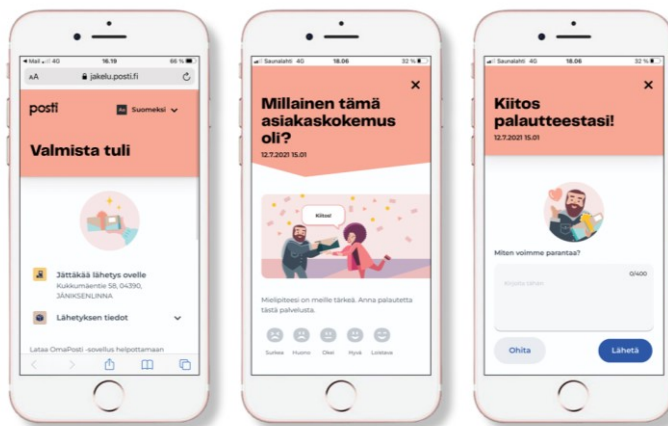 Mail 4G 16.19 66 %
AA jakelu.posti.fi
posti Suomeksi
Valmista tuli
Jättäkää lähetys ovelle
Kukkumäentie 58, 04390,
JÄNIKSENLINNA
Lähetyksen tiedot
Lataa OmaPosti -sovellus helpottamaan
Saunalahti 4G 18.06 32 %
Millainen tämä
asiakaskokemus
oli?
12.7.2021 15.01
Kiitos!
Mielipiteesi on meille tärkeä. Anna palautetta
tästä palvelusta.
Surkea Huono Okei Hyvä Loistava
Saunalahti 4G 18.06 32 %
Kiitos
palautteestasi!
12.7.2021 15.01
Miten voimme parantaa?
0/400
Kirjoita tähän
Ohita Lähetä